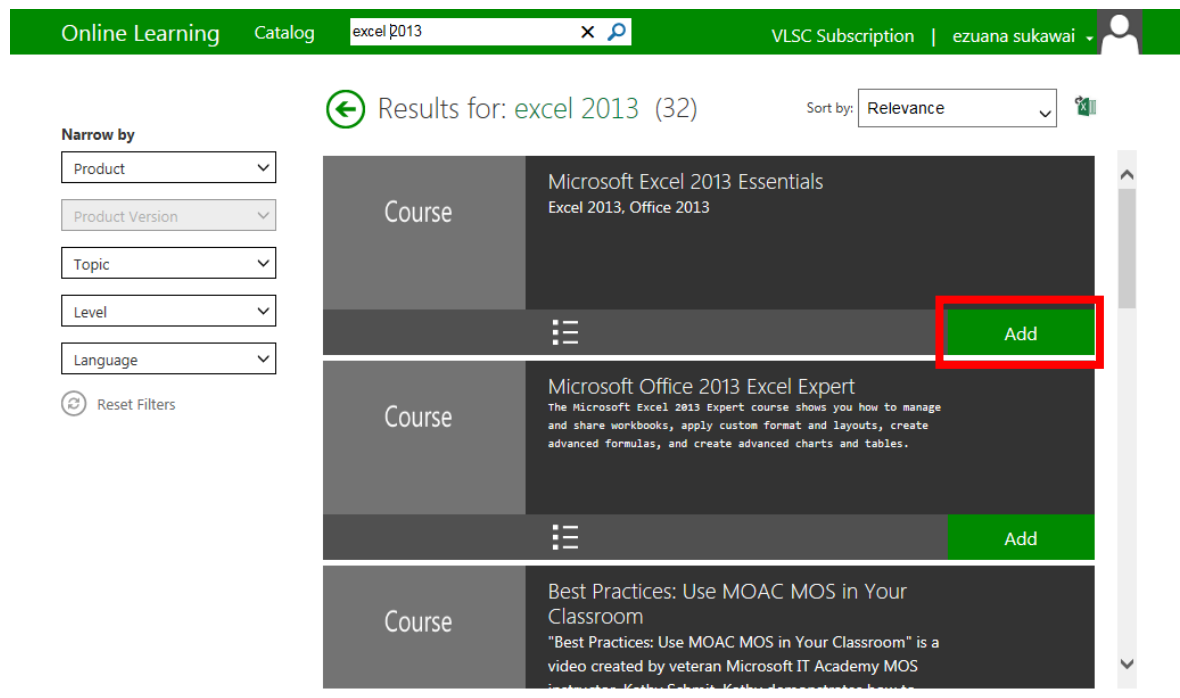 Online Learning
Catalog
excel 2013
VLSC Subscription | ezuana sukawai
Results for: excel 2013 (32)
Sort by:
Relevance
Narrow by
Product
Product Version
Topic
Level
Language
Reset Filters
Course
Microsoft Excel 2013 Essentials
Excel 2013, Office 2013
Add
Course
Microsoft Office 2013 Excel Expert
The Microsoft Excel 2013 Expert course shows you how to manage
and share workbooks, apply custom format and layouts, create
advanced formulas, and create advanced charts and tables.
Add
Course
Best Practices: Use MOAC MOS in Your
Classroom
"Best Practices: Use MOAC MOS in Your Classroom" is a
video created by veteran Microsoft IT Academy MOS